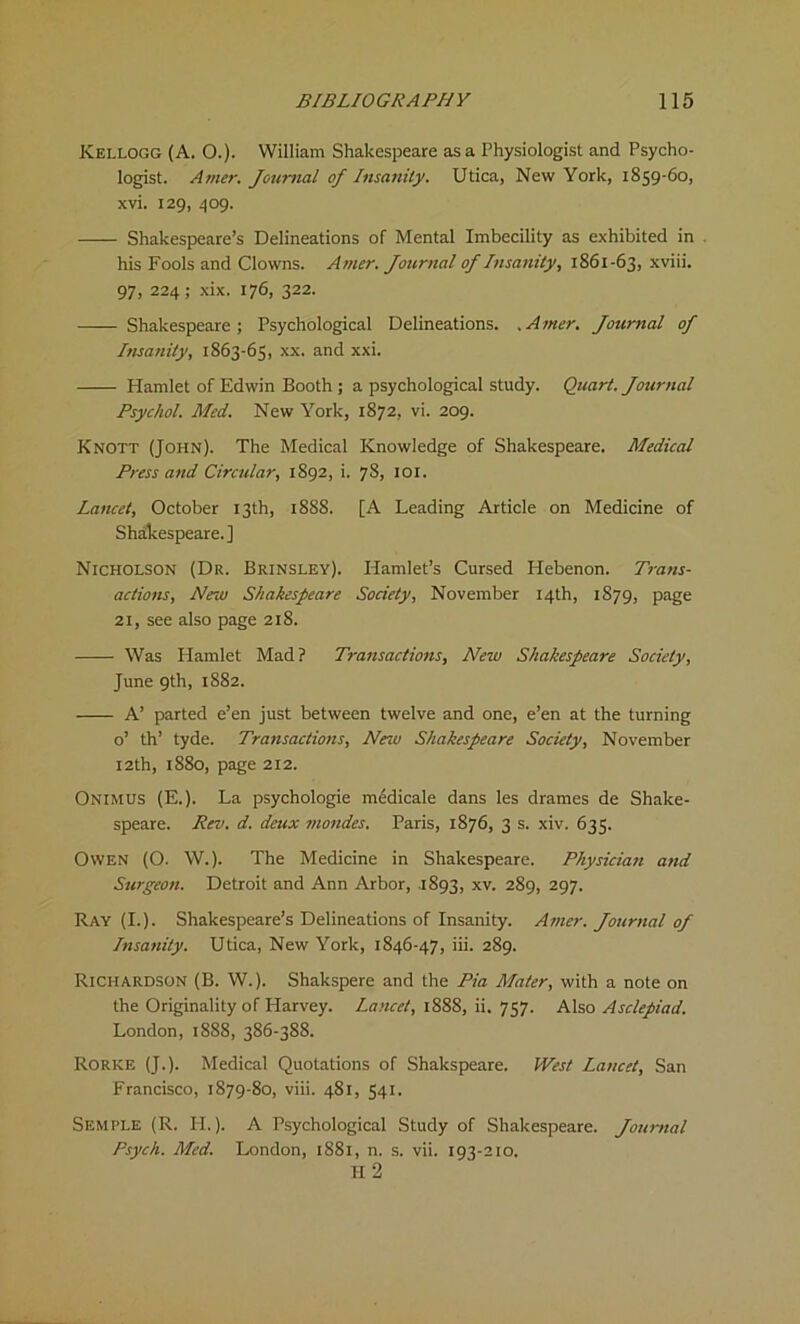 BIBLIOGRAPHY 115
KELLOGG (A. O.). William Shakespeare as a Physiologist and Psycho-
logist. Amer. Journal of Insanity. Utica, New York, 1859-60,
xvi. 129, 409.
—— Shakespeare's Delineations of Mental Imbecility as exhibited in
his Fools and Clowns. Amer. Journal of Insanity, 1861-63, xviii.
97, 224; xix. 176, 322.
—— Shakespeare; Psychological Delineations. Amer. Journal of
Insanity, 1863-65, xx. and xxi.
—— Hamlet of Edwin Booth; a psychological study. Quart. Journal
Psychol. Med. New York, 1872, vi. 209.
KNOTT (JOHN). The Medical Knowledge of Shakespeare. Medical
Press and Circular, 1892, i. 78, 101.
Lancet, October 13th, 1888. [A Leading Article on Medicine of
Shakespeare.]
NICHOLSON (DR. BRINSLEY). Hamlet's Cursed Hebenon. Trans-
actions, New Shakespeare Society, November 14th, 1879, page
21, see also page 218.
—— Was Hamlet Mad? Transactions, New Shakespeare Society,
June 9th, 1882.
—— A' parted e'en just between twelve and one, e'en at the turning
o' th' tyde. Transactions, New Shakespeare Society, November
12th, 1880, page 212.
ONIMUS (E.). La psychologie médicale dans les drames de Shake-
speare. Rev. d. deux mondes. Paris, 1876, 3 s. xiv. 635.
OWEN (O. W.). The Medicine in Shakespeare. Physician and
Surgeon. Detroit and Ann Arbor, 1893, xv. 289, 297.
RAY (I.). Shakespeare's Delineations of Insanity. Amer. Journal of
Insanity. Utica, New York, 1846-47, iii. 289.
RICHARDSON (B. W.). Shakspere and the Pia Mater, with a note on
the Originality of Harvey. Lancet, 1888, ii. 757. Also Asclepiad.
London, 1888, 386-388.
RORKE (J.). Medical Quotations of Shakspeare. West Lancet, San
Francisco, 1879-80, viii. 481, 541.
SEMPLE (R. H.). A Psychological Study of Shakespeare. Journal
Psych. Med. London, 1881, n. s. vii. 193-210.
H 2